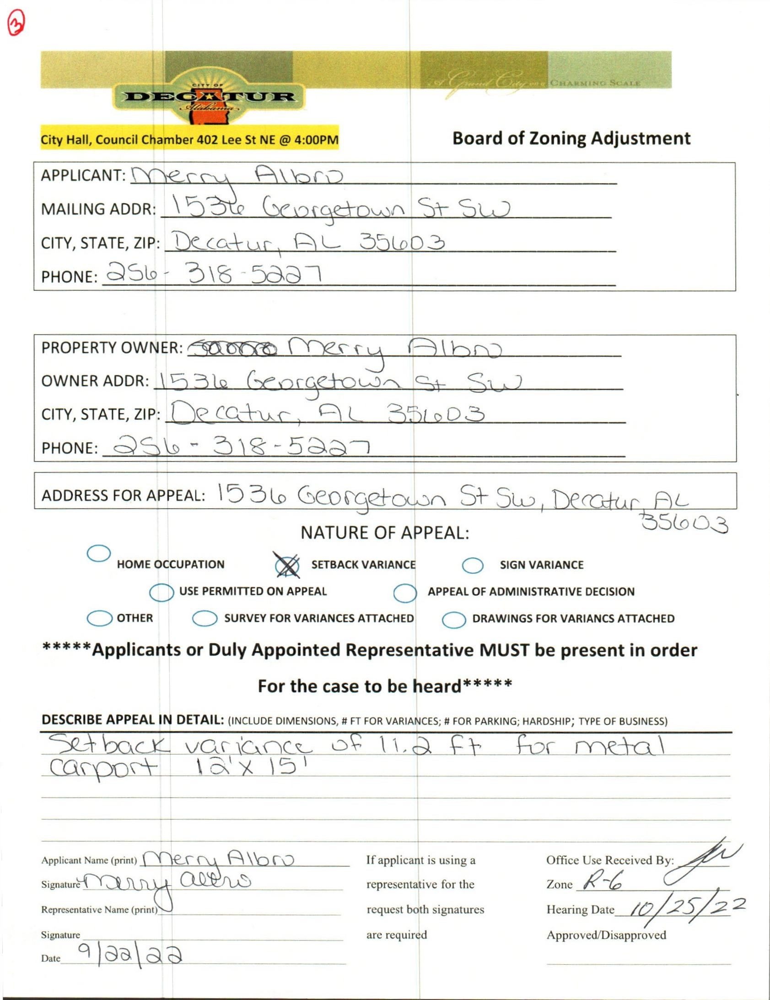 3
A Grand City on a CHARMING SCALE
CITY OF
DECATUR
Alabama
City Hall, Council Chamber 402 Lee St NE @ 4:00PM
Board of Zoning Adjustment
APPLICANT: Merry Albro
MAILING ADDR: 1536 Georgetown St SW
CITY, STATE, ZIP: Decatur, AL 35603
PHONE: 256-318-5227
PROPERTY OWNER: Merry Albro
OWNER ADDR: 1536 Georgetown St SW
CITY, STATE, ZIP: Decatur, AL 35603
PHONE: 256-318-5227
ADDRESS FOR APPEAL: 1536 Georgetown St SW, Decatur, AL
35603
NATURE OF APPEAL:
HOME OCCUPATION X SETBACK VARIANCE SIGN VARIANCE
USE PERMITTED ON APPEAL APPEAL OF ADMINISTRATIVE DECISION
OTHER SURVEY FOR VARIANCES ATTACHED DRAWINGS FOR VARIANCS ATTACHED
*****Applicants or Duly Appointed Representative MUST be present in order
For the case to be heard*****
DESCRIBE APPEAL IN DETAIL: (INCLUDE DIMENSIONS, # FT FOR VARIANCES; # FOR PARKING; HARDSHIP; TYPE OF BUSINESS)
Setback variance of 11.2 ft for metal
carport 12' x 15'
Applicant Name (print) Merry Albro
Signature Merry Albro
Representative Name (print)
Signature
Date 9/22/22
If applicant is using a
representative for the
request both signatures
are required
Office Use Received By:
Zone R-6
Hearing Date 10/25/22
Approved/Disapproved